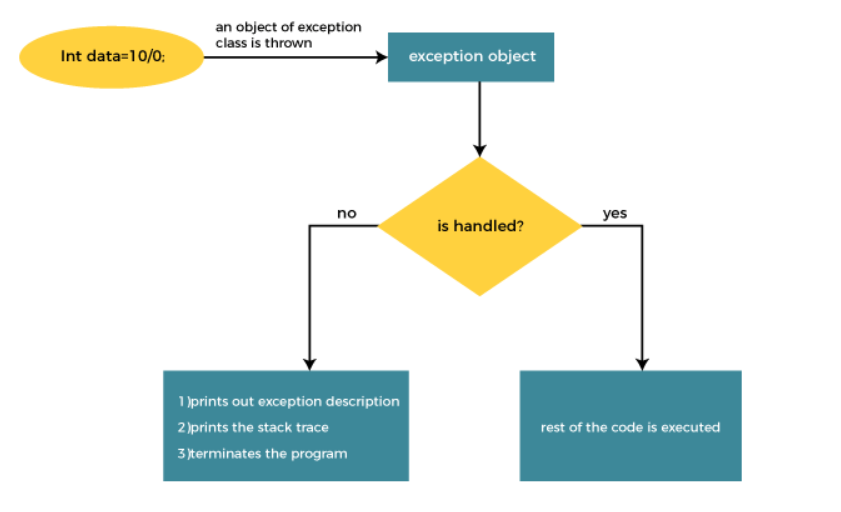 an object of exception
class is thrown
Int data=10/0;
exception object
is handled?
no
yes
1)prints out exception description
2)prints the stack trace
3)terminates the program
rest of the code is executed